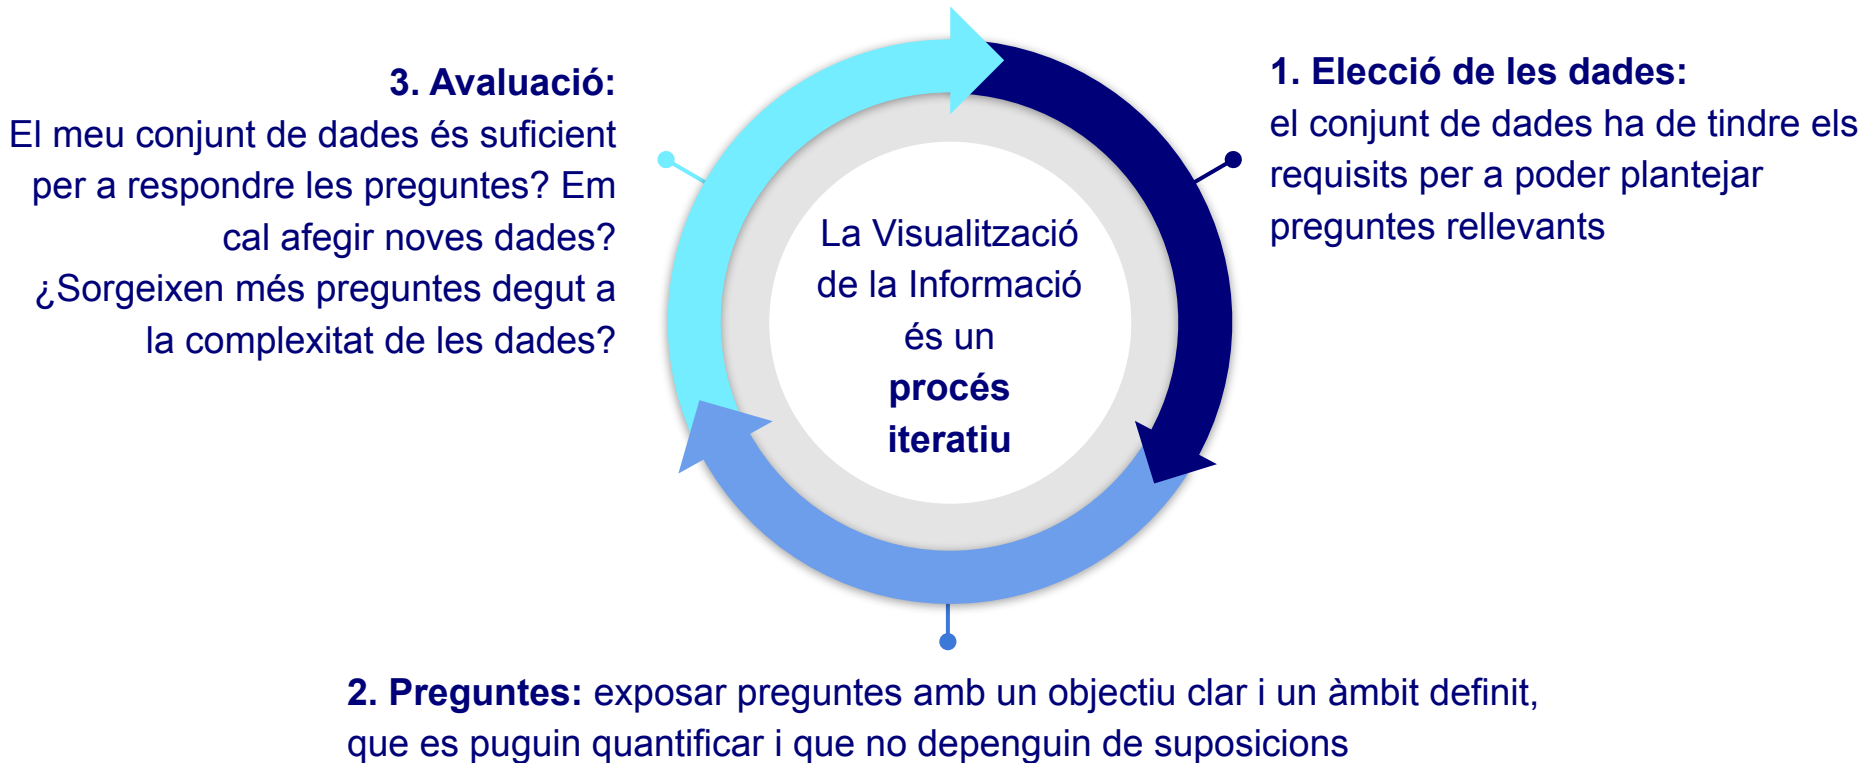 1. Elecció de les dades:
el conjunt de dades ha de tindre els
requisits per a poder plantejar
preguntes rellevants
2. Preguntes: exposar preguntes amb un objectiu clar i un àmbit definit,
que es puguin quantificar i que no depenguin de suposicions
3. Avaluació:
El meu conjunt de dades és suficient
per a respondre les preguntes? Em
cal afegir noves dades?
¿Sorgeixen més preguntes degut a
la complexitat de les dades?
La Visualització
de la Informació
és un
procés
iteratiu